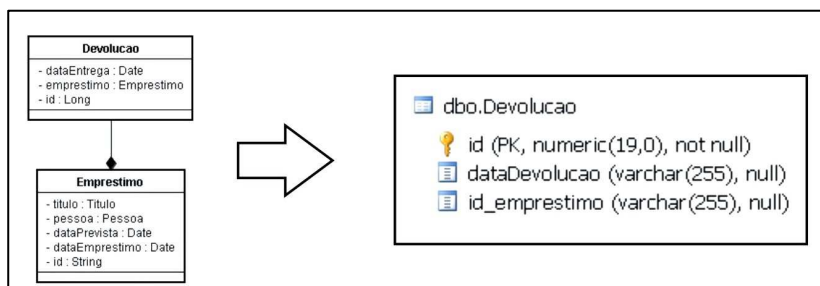 Devolucao
- dataEntrega : Date
- emprestimo : Emprestimo
- id : Long
Emprestimo
- titulo : Titulo
- pessoa : Pessoa
- dataPrevista : Date
- dataEmprestimo : Date
- id : String
dbo.Devolucao
id (PK, numeric(19,0), not null)
dataDevolucao (varchar(255), null)
id_emprestimo (varchar(255), null)